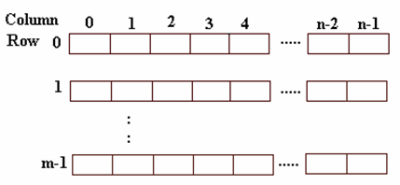 Column 0 1 2 3 4 n-2 n-1
Row 0 .....
1 .....
:
:
m-1 .....